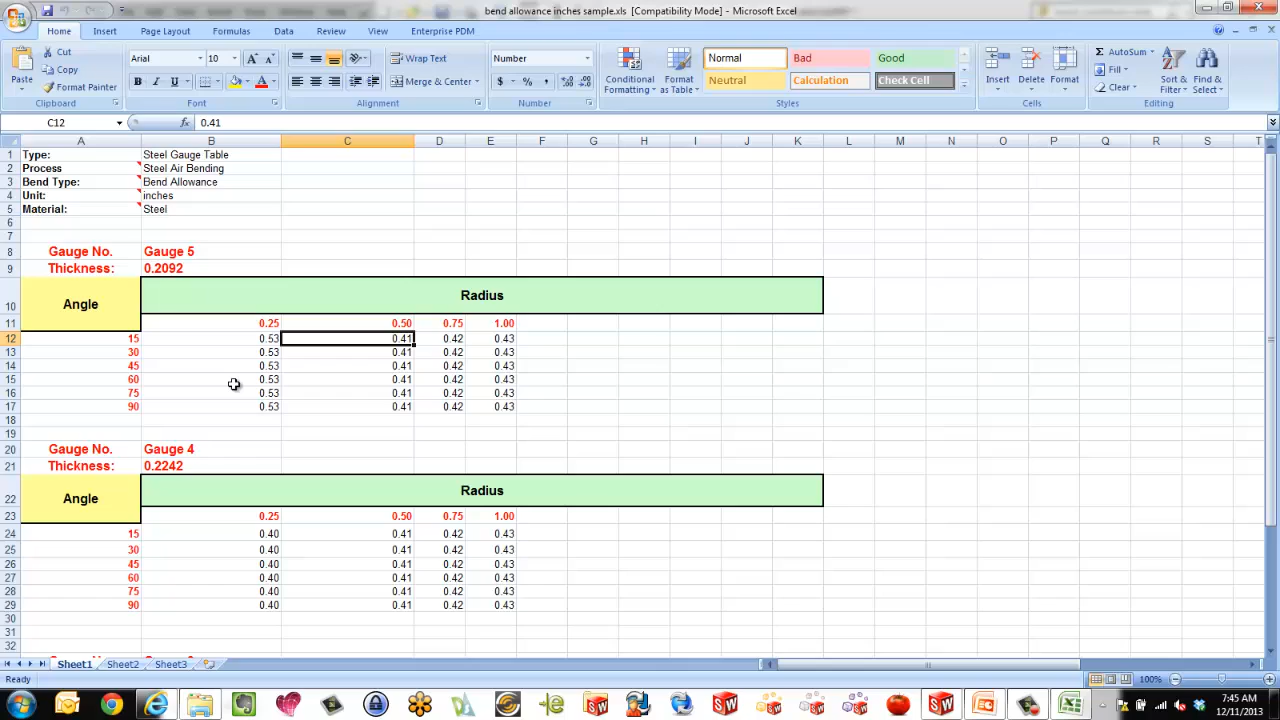 bend allowance inches sample.xls [Compatibility Mode] - Microsoft Excel
Home Insert Page Layout Formulas Data Review View Enterprise PDM
Paste Cut Copy Format Painter Clipboard
Arial 10 A A B I U A Font
Wrap Text Merge & Center Alignment
Number $ % , Number
Conditional Formatting Format as Table Normal Bad Good Neutral Calculation Check Cell Styles
Insert Delete Format Cells
AutoSum Fill Clear Sort & Filter Find & Select Editing
C12 fx 0.41
A B C D E F G H I J K L M N O P Q R S T
1 Type: Steel Gauge Table
2 Process Steel Air Bending
3 Bend Type: Bend Allowance
4 Unit: inches
5 Material: Steel
6
7
8 Gauge No. Gauge 5
9 Thickness: 0.2092
10 Angle Radius
11 0.25 0.50 0.75 1.00
12 15 0.53 0.41 0.42 0.43
13 30 0.53 0.41 0.42 0.43
14 45 0.53 0.41 0.42 0.43
15 60 0.53 0.41 0.42 0.43
16 75 0.53 0.41 0.42 0.43
17 90 0.53 0.41 0.42 0.43
18
19
20 Gauge No. Gauge 4
21 Thickness: 0.2242
22 Angle Radius
23 0.25 0.50 0.75 1.00
24 15 0.40 0.41 0.42 0.43
25 30 0.40 0.41 0.42 0.43
26 45 0.40 0.41 0.42 0.43
27 60 0.40 0.41 0.42 0.43
28 75 0.40 0.41 0.42 0.43
29 90 0.40 0.41 0.42 0.43
30
31
32
Sheet1 Sheet2 Sheet3
Ready 100%
7:45 AM
12/11/2013